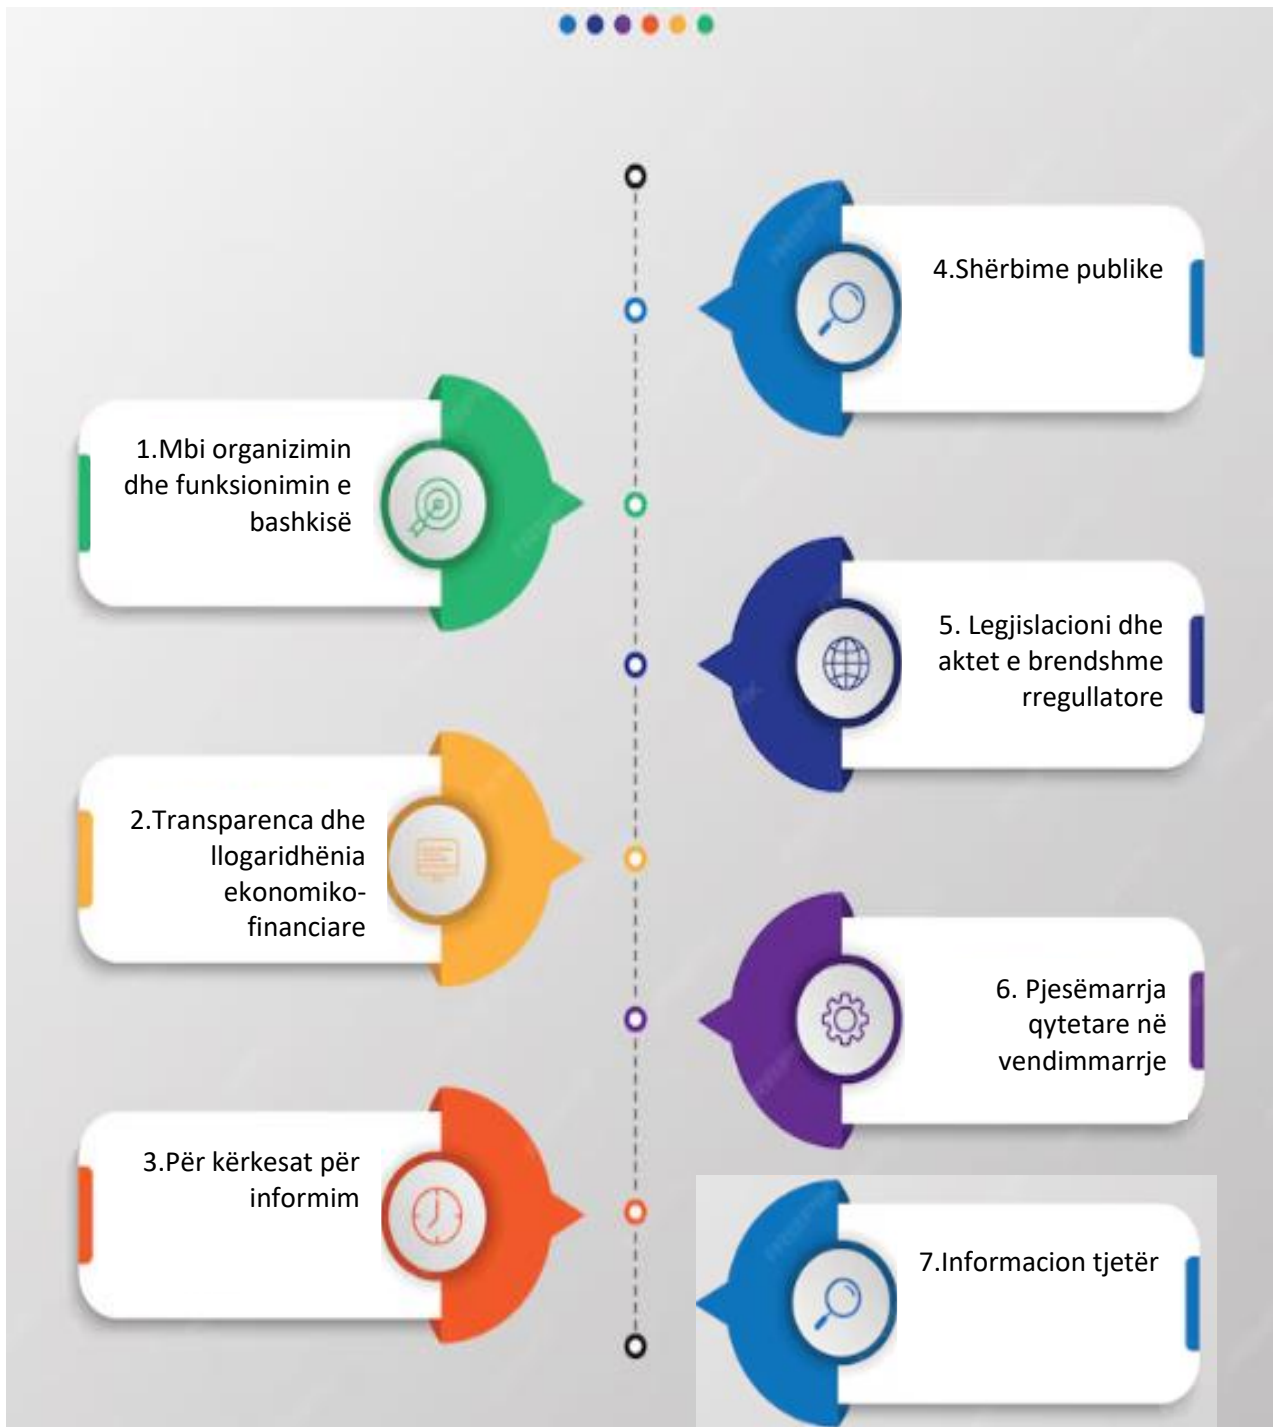 1.Mbi organizimin
dhe funksionimin e
bashkisë
2.Transparenca dhe
llogaridhënia
ekonomiko-
financiare
3.Për kërkesat për
informim
4.Shërbime publike
5. Legjislacioni dhe
aktet e brendshme
rregullatore
6. Pjesëmarrja
qytetare në
vendimmarrje
7.Informacion tjetër